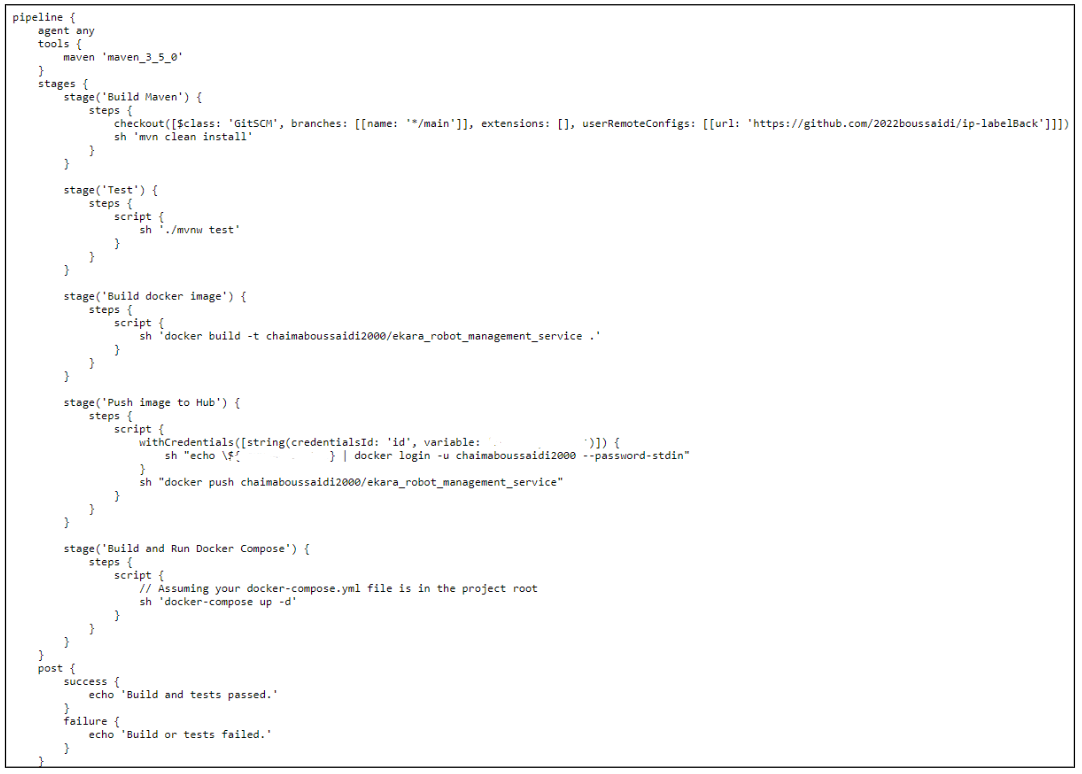 pipeline {
    agent any
    tools {
        maven 'maven_3_5_0'
    }
    stages {
        stage('Build Maven') {
            steps {
                checkout([$class: 'GitSCM', branches: [[name: '*/main']], extensions: [], userRemoteConfigs: [[url: 'https://github.com/2022boussaidi/ip-labelBack']]])
                sh 'mvn clean install'
            }
        }

        stage('Test') {
            steps {
                script {
                    sh './mvnw test'
                }
            }
        }

        stage('Build docker image') {
            steps {
                script {
                    sh 'docker build -t chaimaboussaidi2000/ekara_robot_management_service .'
                }
            }
        }

        stage('Push image to Hub') {
            steps {
                script {
                    withCredentials([string(credentialsId: 'id', variable: ')]) {
                        sh "echo \${ } | docker login -u chaimaboussaidi2000 --password-stdin"
                    }
                    sh "docker push chaimaboussaidi2000/ekara_robot_management_service"
                }
            }
        }

        stage('Build and Run Docker Compose') {
            steps {
                script {
                    // Assuming your docker-compose.yml file is in the project root
                    sh 'docker-compose up -d'
                }
            }
        }
    }
    post {
        success {
            echo 'Build and tests passed.'
        }
        failure {
            echo 'Build or tests failed.'
        }
    }